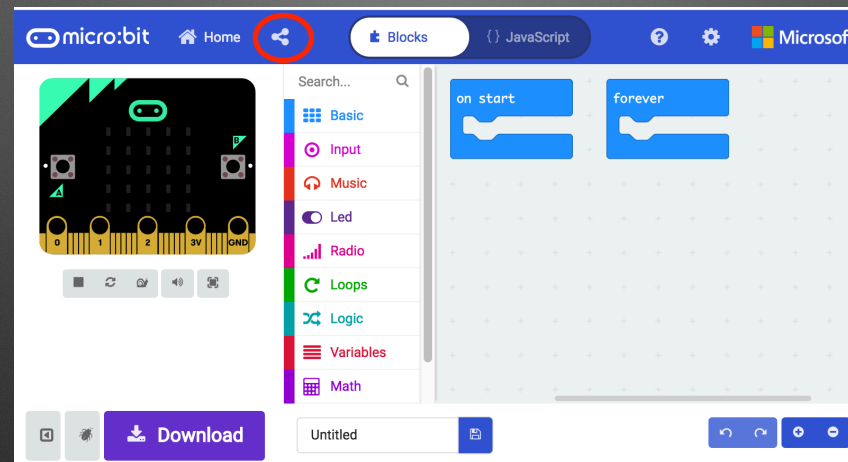 micro:bit Home Blocks {} JavaScript ? Microsof
Search...
on start
forever
Basic
Input
Music
Led
Radio
Loops
Logic
Variables
Math
B
A
0 1 2 3V GND
Download
Untitled